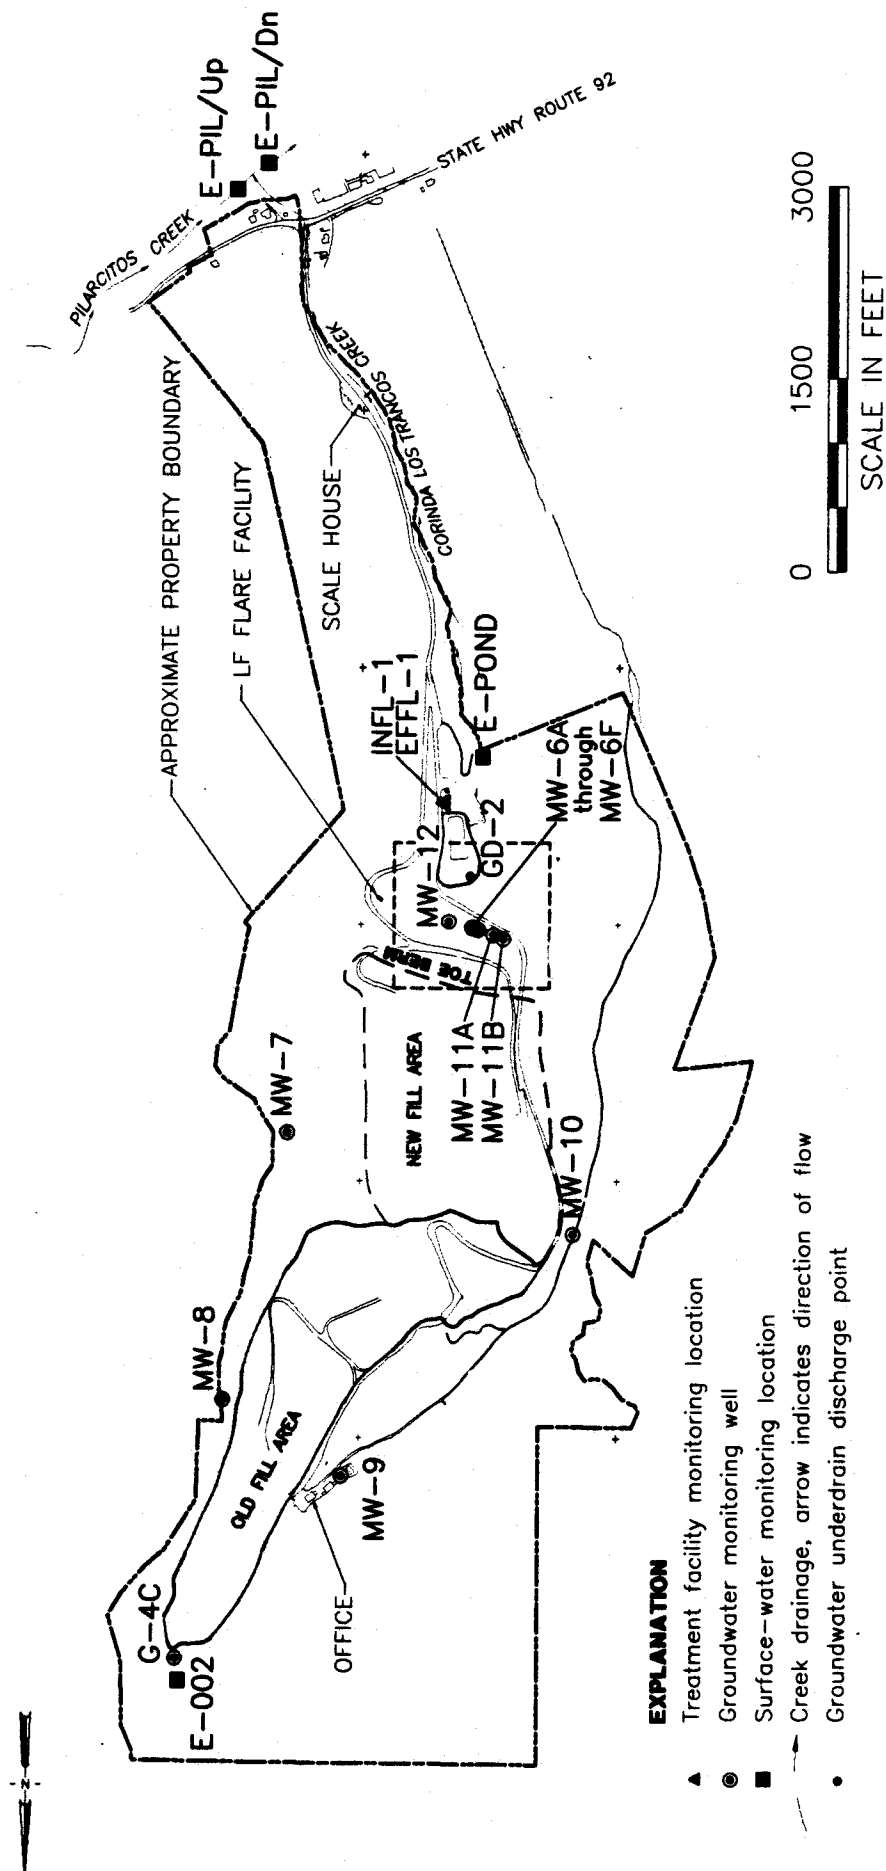 N
PILARCITOS CREEK
E-PIL/Up
E-PIL/Dn
STATE HWY ROUTE 92
APPROXIMATE PROPERTY BOUNDARY
LF FLARE FACILITY
SCALE HOUSE
CORINDA LOS TRANCOS CREEK
INFL-1
EFFL-1
E-POND
MW-12
GD-2
MW-6A
through
MW-6F
TOE BERM
MW-11A
MW-11B
NEW FILL AREA
MW-7
MW-10
MW-8
OLD FILL AREA
MW-9
OFFICE
G-4C
E-002
EXPLANATION
Treatment facility monitoring location
Groundwater monitoring well
Surface-water monitoring location
Creek drainage, arrow indicates direction of flow
Groundwater underdrain discharge point
0 1500 3000
SCALE IN FEET